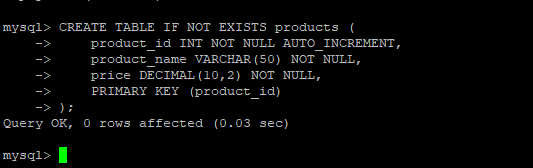 mysql> CREATE TABLE IF NOT EXISTS products (
    ->     product_id INT NOT NULL AUTO_INCREMENT,
    ->     product_name VARCHAR(50) NOT NULL,
    ->     price DECIMAL(10,2) NOT NULL,
    ->     PRIMARY KEY (product_id)
    -> );
Query OK, 0 rows affected (0.03 sec)
mysql>